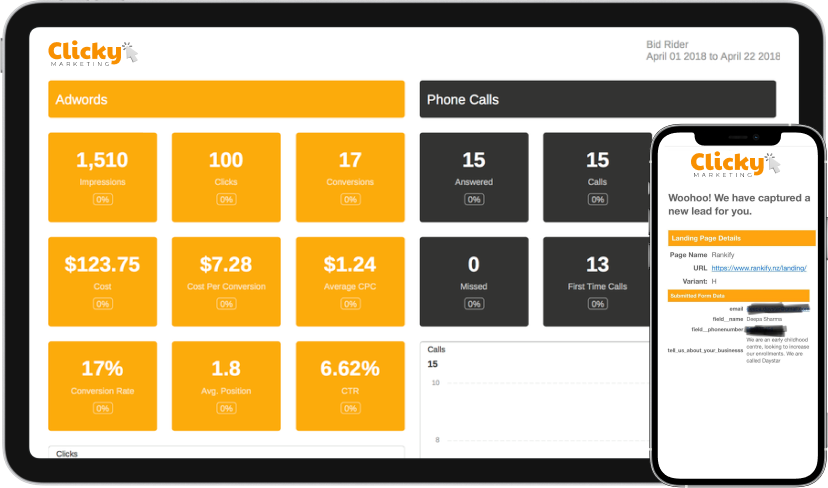 Clicky
MARKETING
Bid Rider
April 01 2018 to April 22 2018
Adwords
Phone Calls
1,510
Impressions
0%
100
Clicks
0%
17
Conversions
0%
15
Answered
0%
15
Calls
0%
$123.75
Cost
0%
$7.28
Cost Per Conversion
0%
$1.24
Average CPC
0%
0
Missed
0%
13
First Time Calls
0%
17%
Conversion Rate
0%
1.8
Avg. Position
0%
6.62%
CTR
0%
Calls
15
10
8
Clicks
Clicky
MARKETING
Woohoo! We have captured a
new lead for you.
Landing Page Details
Page Name Rankify
URL https://www.rankify.nz/landing/
Variant: H
Submitted Form Data
email
field_name Deepa Sharma
field_phonenumber
We are an early childhood
centre, looking to increase
tell_us_about_your_businesss our enrollments. We are
called Daystar